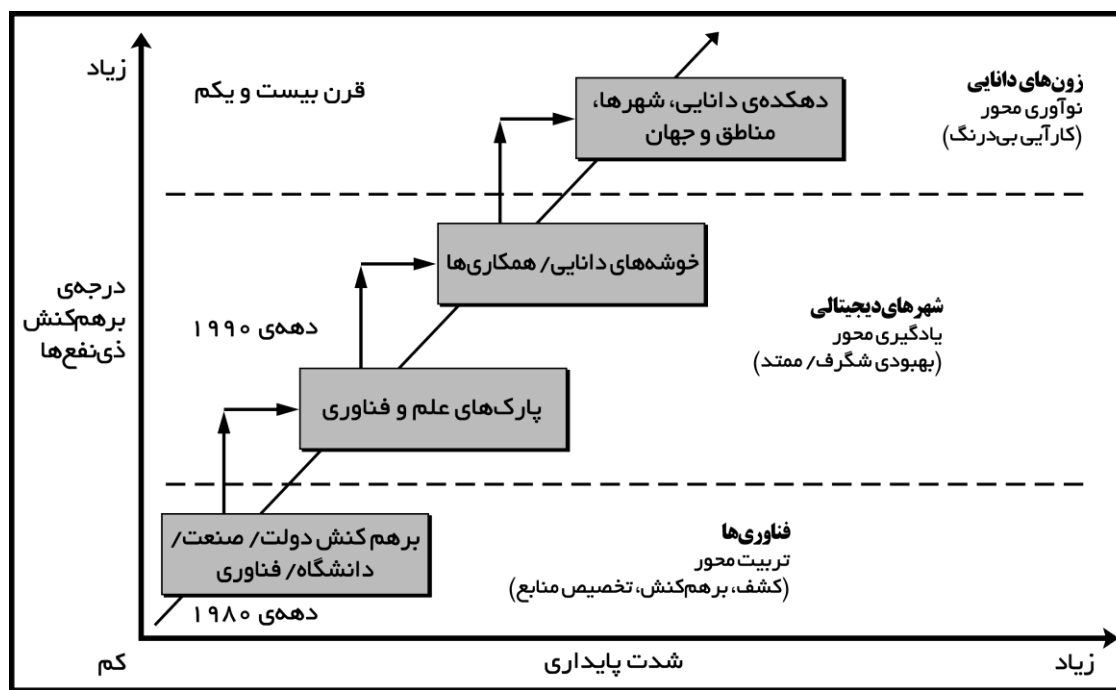 زیاد
قرن بیست و یکم
دهکده‌ی دانایی، شهرها،
مناطق و جهان
زون‌های دانایی
نوآوری محور
(کارآیی بی‌درنگ)
درجه‌ی
برهم‌کنش
ذی‌نفع‌ها
دهه‌ی ۱۹۹۰
خوشه‌های دانایی/ همکاری‌ها
پارک‌های علم و فناوری
شهرهای دیجیتالی
یادگیری محور
(بهبودی شگرف/ ممتد)
برهم کنش دولت/ صنعت/
دانشگاه/ فناوری
دهه‌ی ۱۹۸۰
فناوری‌ها
تربیت محور
(کشف، برهم‌کنش، تخصیص منابع)
کم
شدت پایداری
زیاد